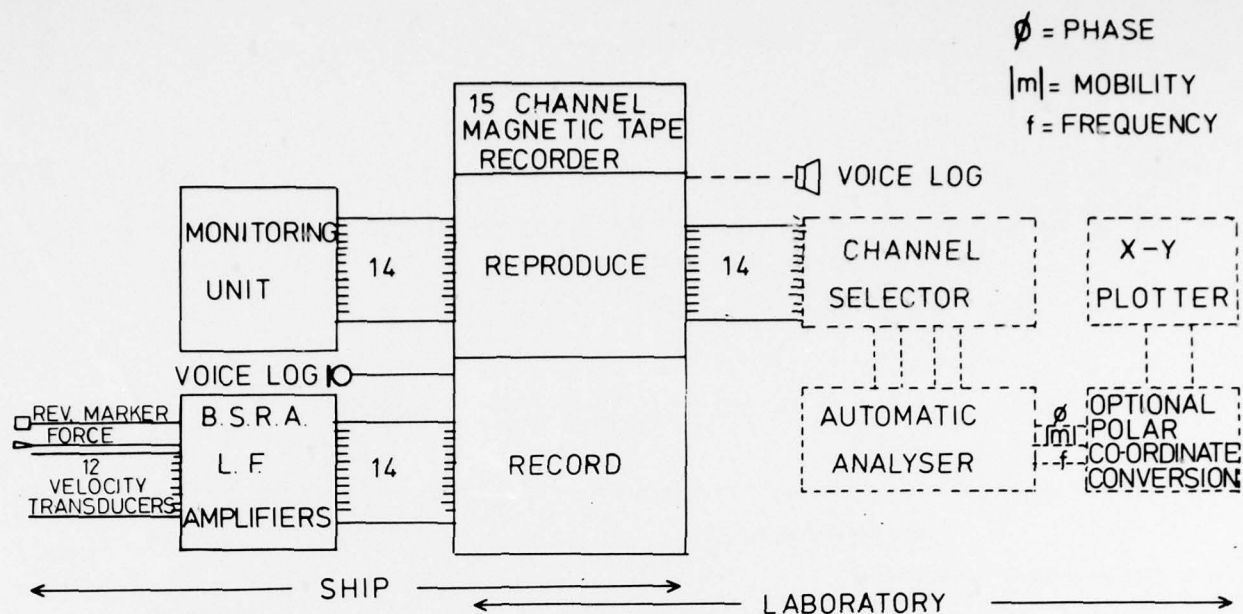 ϕ = PHASE
|m| = MOBILITY
f = FREQUENCY
15 CHANNEL
MAGNETIC TAPE
RECORDER
VOICE LOG
MONITORING
UNIT
14
REPRODUCE
14
CHANNEL
SELECTOR
X-Y
PLOTTER
VOICE LOG
REV. MARKER
FORCE
12
VELOCITY
TRANSDUCERS
B.S.R.A.
L.F.
AMPLIFIERS
14
RECORD
AUTOMATIC
ANALYSER
ϕ
|m|
f
OPTIONAL
POLAR
CO-ORDINATE
CONVERSION
SHIP
LABORATORY